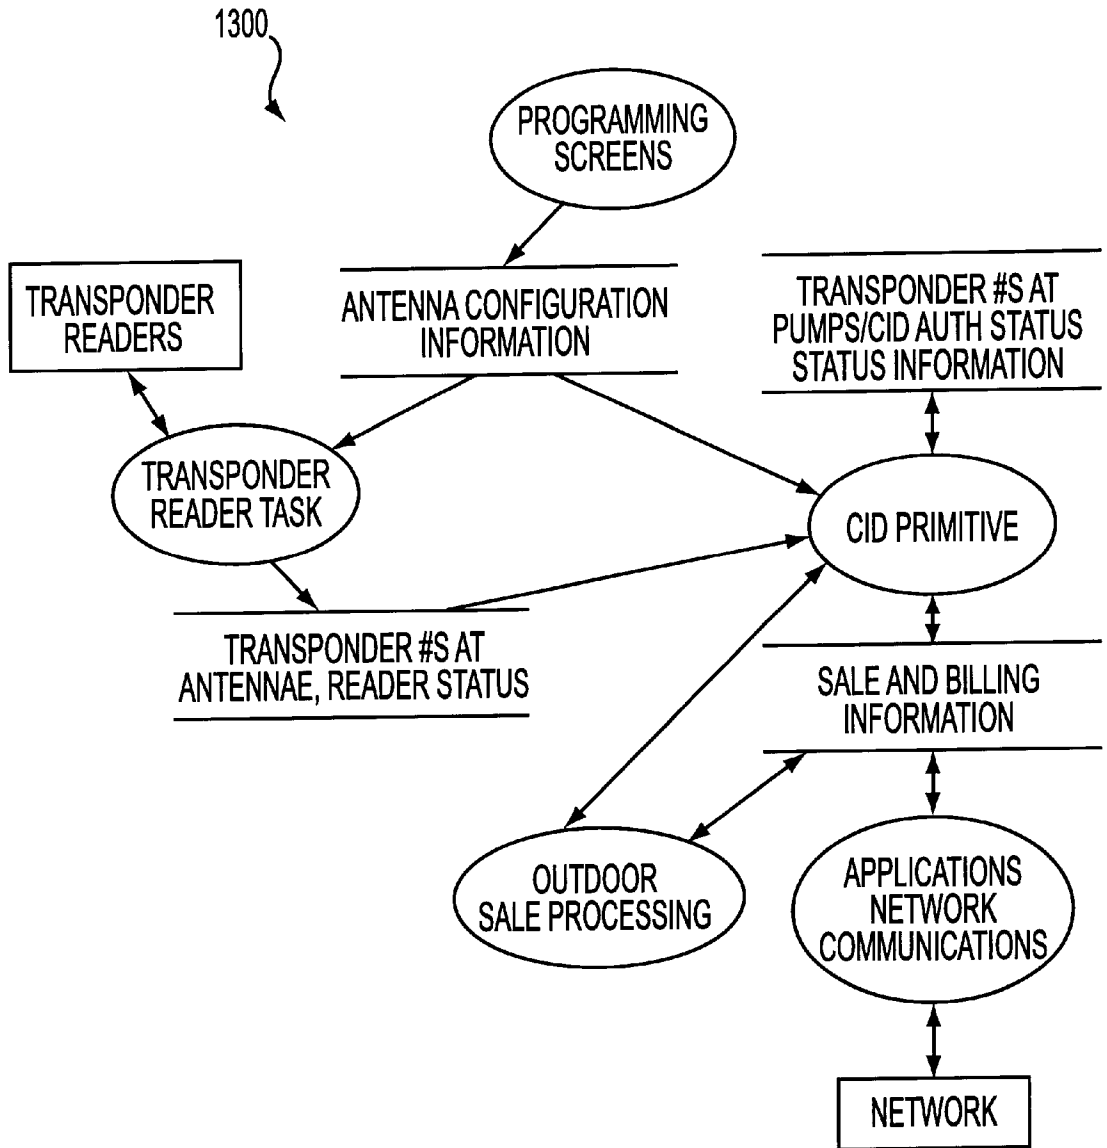 1300
PROGRAMMING
SCREENS
TRANSPONDER
READERS
ANTENNA CONFIGURATION
INFORMATION
TRANSPONDER #S AT
PUMPS/CID AUTH STATUS
STATUS INFORMATION
TRANSPONDER
READER TASK
CID PRIMITIVE
TRANSPONDER #S AT
ANTENNAE, READER STATUS
SALE AND BILLING
INFORMATION
OUTDOOR
SALE PROCESSING
APPLICATIONS
NETWORK
COMMUNICATIONS
NETWORK